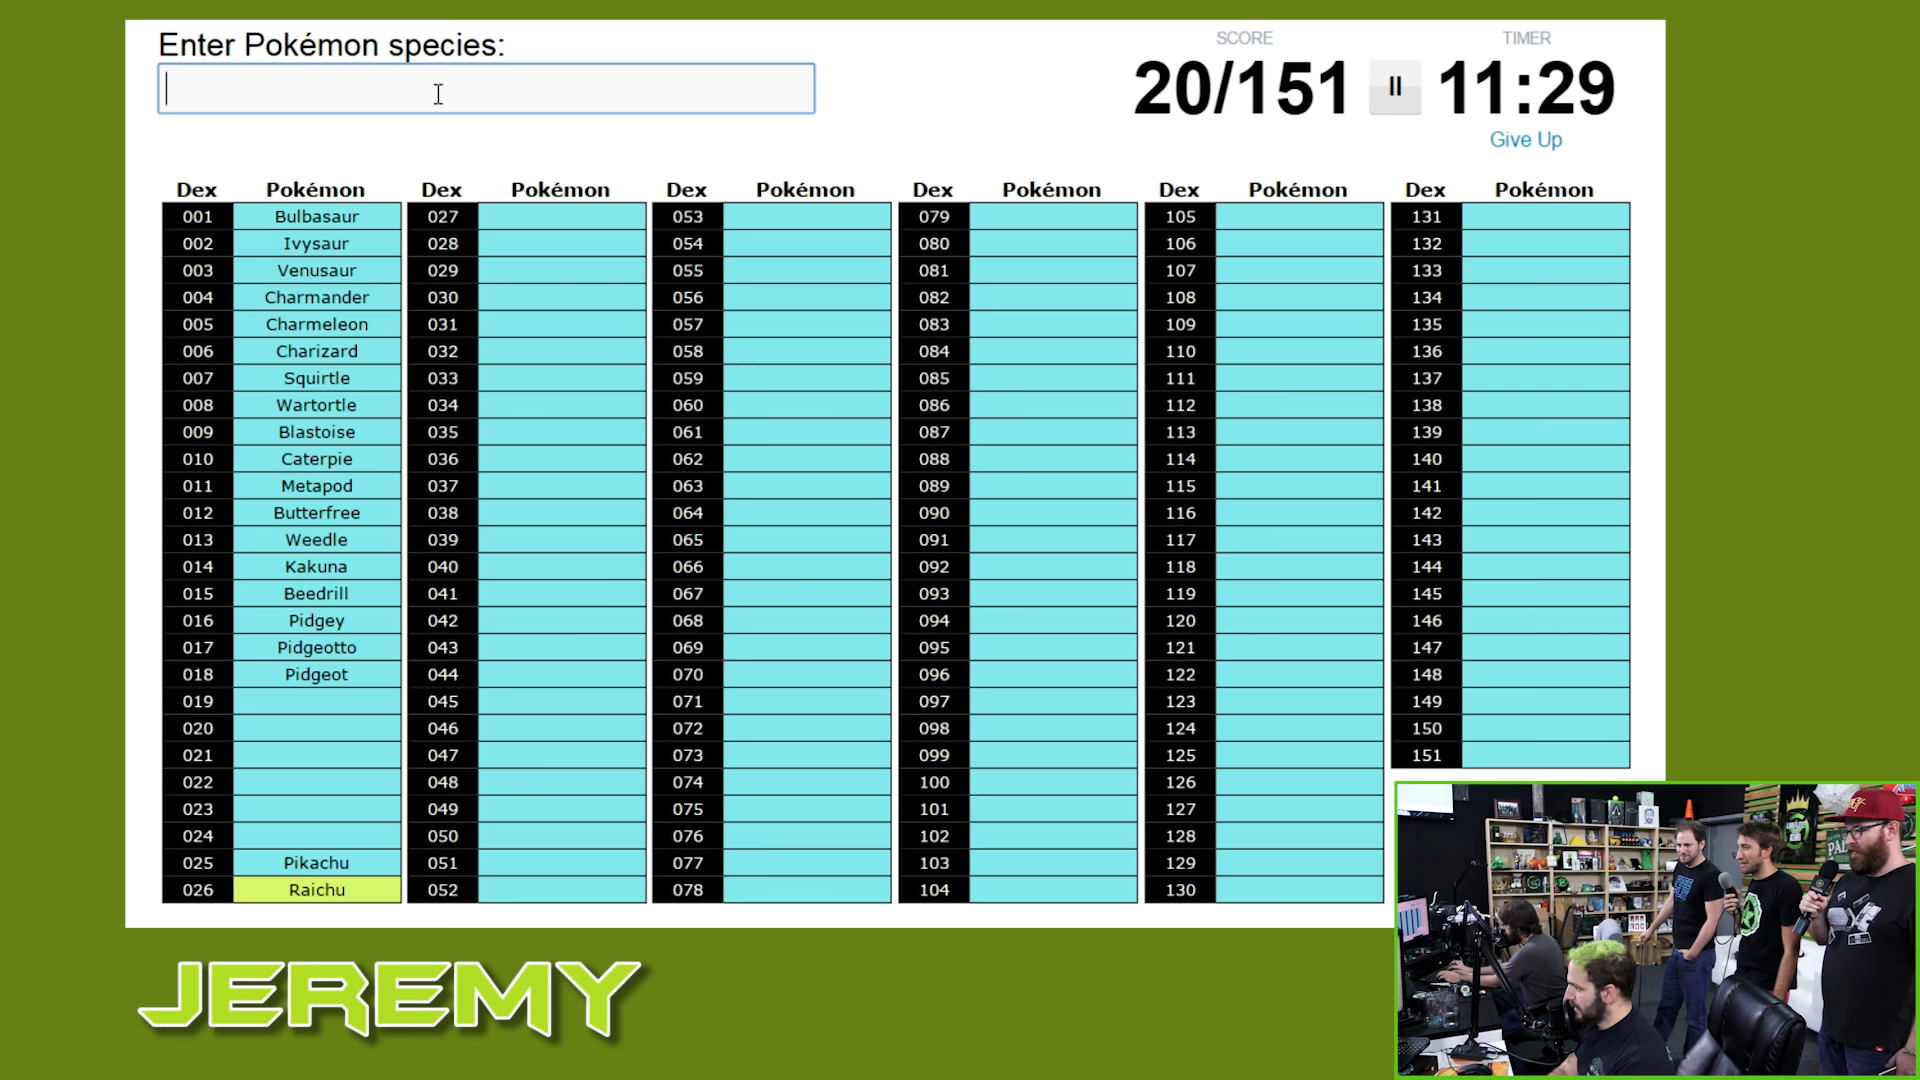 Enter Pokémon species:
SCORE
TIMER
20/151
11:29
Give Up
Dex Pokémon Dex Pokémon Dex Pokémon Dex Pokémon Dex Pokémon Dex Pokémon
001 Bulbasaur 027 053 079 105 131
002 Ivysaur 028 054 080 106 132
003 Venusaur 029 055 081 107 133
004 Charmander 030 056 082 108 134
005 Charmeleon 031 057 083 109 135
006 Charizard 032 058 084 110 136
007 Squirtle 033 059 085 111 137
008 Wartortle 034 060 086 112 138
009 Blastoise 035 061 087 113 139
010 Caterpie 036 062 088 114 140
011 Metapod 037 063 089 115 141
012 Butterfree 038 064 090 116 142
013 Weedle 039 065 091 117 143
014 Kakuna 040 066 092 118 144
015 Beedrill 041 067 093 119 145
016 Pidgey 042 068 094 120 146
017 Pidgeotto 043 069 095 121 147
018 Pidgeot 044 070 096 122 148
019 045 071 097 123 149
020 046 072 098 124 150
021 047 073 099 125 151
022 048 074 100 126
023 049 075 101 127
024 050 076 102 128
025 Pikachu 051 077 103 129
026 Raichu 052 078 104 130
JEREMY